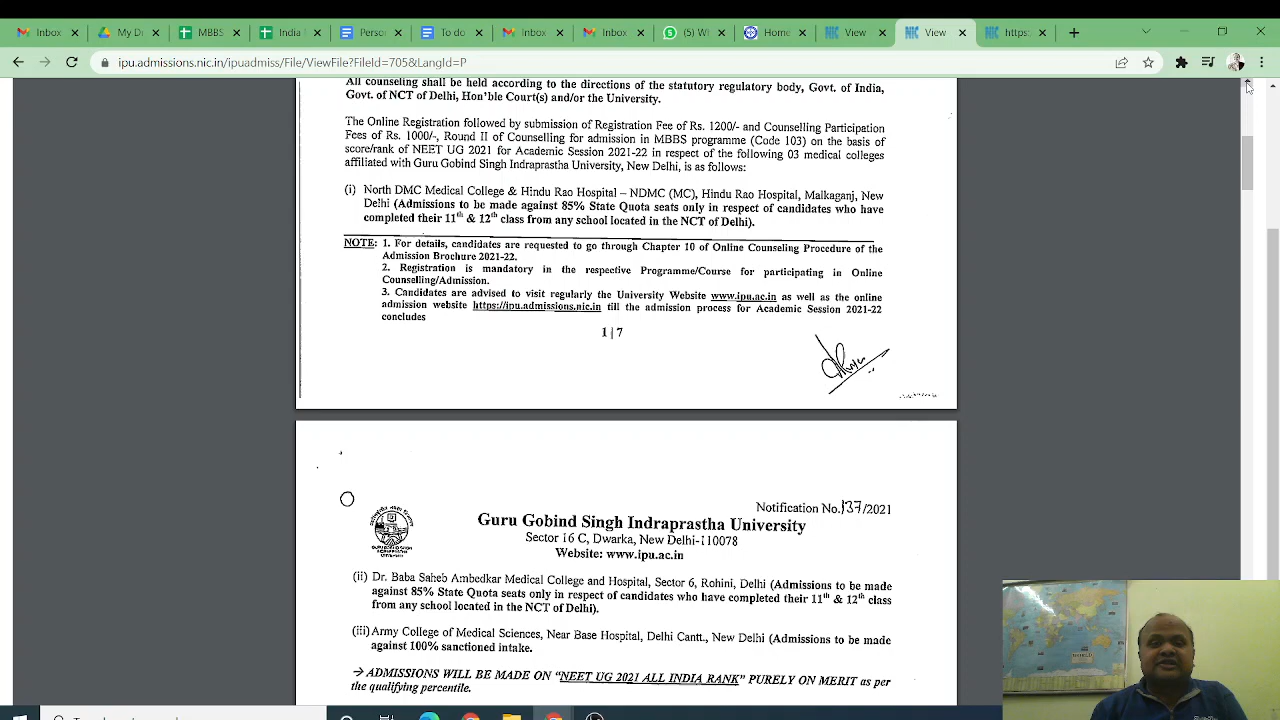 Inbox
My D
MBBS
India
Perso
To do
Inbox
Inbox
(5) W
Home
NIC View
NIC View
NIC https:
ipu.admissions.nic.in/ipuadmiss/File/ViewFile?FileId=705&LangId=P
All counseling shall be held according to the directions of the statutory regulatory body, Govt. of India,
Govt. of NCT of Delhi, Hon'ble Court(s) and/or the University.
The Online Registration followed by submission of Registration Fee of Rs. 1200/- and Counselling Participation
Fees of Rs. 1000/-, Round II of Counselling for admission in MBBS programme (Code 103) on the basis of
score/rank of NEET UG 2021 for Academic Session 2021-22 in respect of the following 03 medical colleges
affiliated with Guru Gobind Singh Indraprastha University, New Delhi, is as follows:
(i) North DMC Medical College & Hindu Rao Hospital – NDMC (MC), Hindu Rao Hospital, Malkaganj, New
Delhi (Admissions to be made against 85% State Quota seats only in respect of candidates who have
completed their 11th & 12th class from any school located in the NCT of Delhi).
NOTE: 1. For details, candidates are requested to go through Chapter 10 of Online Counseling Procedure of the
Admission Brochure 2021-22.
2. Registration is mandatory in the respective Programme/Course for participating in Online
Counselling/Admission.
3. Candidates are advised to visit regularly the University Website www.ipu.ac.in as well as the online
admission website https://ipu.admissions.nic.in till the admission process for Academic Session 2021-22
concludes
1 | 7
Notification No.137/2021
Guru Gobind Singh Indraprastha University
Sector 16 C, Dwarka, New Delhi-110078
Website: www.ipu.ac.in
(ii) Dr. Baba Saheb Ambedkar Medical College and Hospital, Sector 6, Rohini, Delhi (Admissions to be made
against 85% State Quota seats only in respect of candidates who have completed their 11th & 12th class
from any school located in the NCT of Delhi).
(iii) Army College of Medical Sciences, Near Base Hospital, Delhi Cantt., New Delhi (Admissions to be made
against 100% sanctioned intake.
→ ADMISSIONS WILL BE MADE ON “NEET UG 2021 ALL INDIA RANK” PURELY ON MERIT as per
the qualifying percentile.